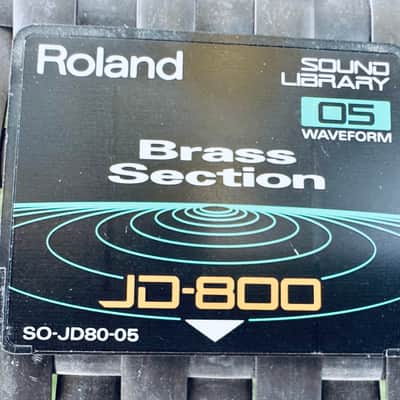 Roland
SOUND
LIBRARY
05
WAVEFORM
Brass
Section
JD-800
SO-JD80-05